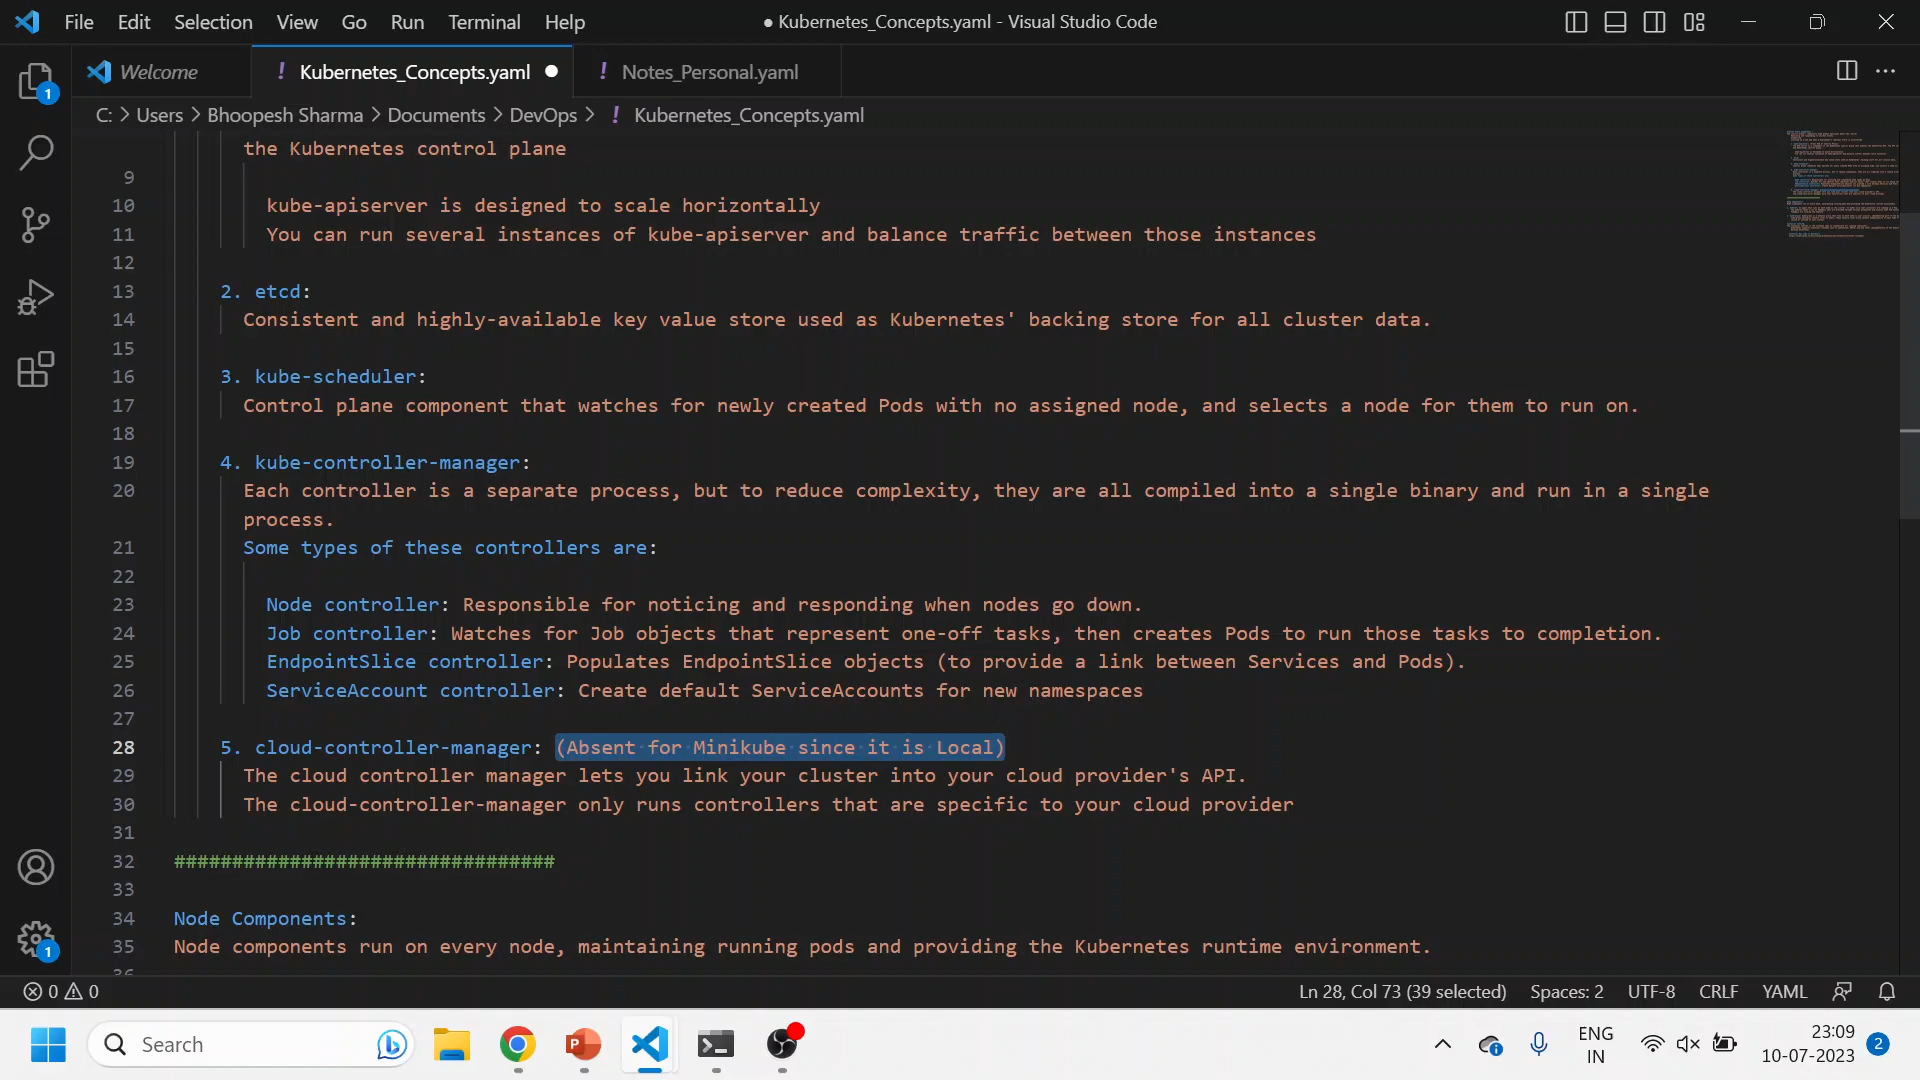 File Edit Selection View Go Run Terminal Help
● Kubernetes_Concepts.yaml - Visual Studio Code
Welcome
! Kubernetes_Concepts.yaml ●
! Notes_Personal.yaml
C: > Users > Bhoopesh Sharma > Documents > DevOps > ! Kubernetes_Concepts.yaml
the Kubernetes control plane
9
10 kube-apiserver is designed to scale horizontally
11 You can run several instances of kube-apiserver and balance traffic between those instances
12
13 2. etcd:
14 Consistent and highly-available key value store used as Kubernetes' backing store for all cluster data.
15
16 3. kube-scheduler:
17 Control plane component that watches for newly created Pods with no assigned node, and selects a node for them to run on.
18
19 4. kube-controller-manager:
20 Each controller is a separate process, but to reduce complexity, they are all compiled into a single binary and run in a single
process.
21 Some types of these controllers are:
22
23 Node controller: Responsible for noticing and responding when nodes go down.
24 Job controller: Watches for Job objects that represent one-off tasks, then creates Pods to run those tasks to completion.
25 EndpointSlice controller: Populates EndpointSlice objects (to provide a link between Services and Pods).
26 ServiceAccount controller: Create default ServiceAccounts for new namespaces
27
28 5. cloud-controller-manager: (Absent for Minikube since it is Local)
29 The cloud controller manager lets you link your cluster into your cloud provider's API.
30 The cloud-controller-manager only runs controllers that are specific to your cloud provider
31
32 #################################
33
34 Node Components:
35 Node components run on every node, maintaining running pods and providing the Kubernetes runtime environment.
36
1
1
0 0
Ln 28, Col 73 (39 selected) Spaces: 2 UTF-8 CRLF YAML
Search
ENG
IN
23:09
10-07-2023
2